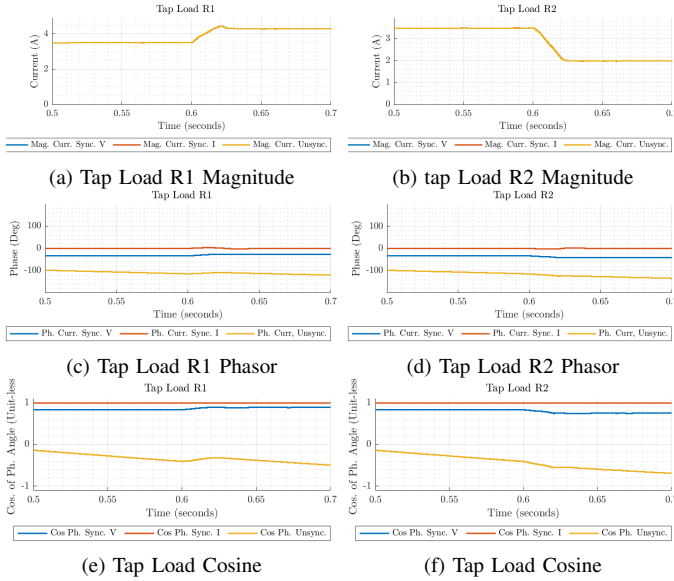 Tap Load R1
Current (A)
4
2
0
0.5 0.55 0.6 0.65 0.7
Time (seconds)
Mag. Curr. Sync. V Mag. Curr. Sync. I Mag. Curr. Unsync.
(a) Tap Load R1 Magnitude
Tap Load R2
Current (A)
2
0
0.5 0.55 0.6 0.65 0.7
Time (seconds)
Mag. Curr. Sync. V Mag. Curr. Sync. I Mag. Curr. Unsync.
(b) tap Load R2 Magnitude
Tap Load R1
Phase (Deg)
100
0
-100
0.5 0.55 0.6 0.65 0.7
Time (seconds)
Ph. Curr. Sync. V Ph. Curr. Sync. I Ph. Curr, Unsync.
(c) Tap Load R1 Phasor
Tap Load R2
Phase (Deg)
100
0
-100
0.5 0.55 0.6 0.65 0.7
Time (seconds)
Ph. Curr. Sync. V Ph. Curr. Sync. I Ph. Curr, Unsync.
(d) Tap Load R2 Phasor
Tap Load R1
Cos. of Ph. Angle (Unit-less
1
0
-1
0.5 0.55 0.6 0.65 0.7
Time (seconds)
Cos Ph. Sync. V Cos Ph. Sync. I Cos Ph. Unsync.
(e) Tap Load Cosine
Tap Load R2
Cos. of Ph. Angle (Unit-less
1
0
-1
0.5 0.55 0.6 0.65 0.7
Time (seconds)
Cos Ph. Sync. V Cos Ph. Sync. I Cos Ph. Unsync.
(f) Tap Load Cosine